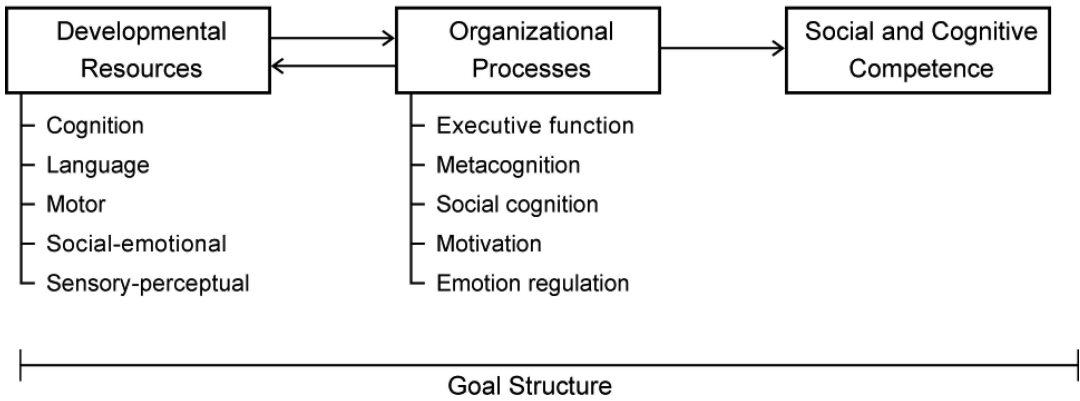 Developmental
Resources
Organizational
Processes
Social and Cognitive
Competence
Cognition
Language
Motor
Social-emotional
Sensory-perceptual
Executive function
Metacognition
Social cognition
Motivation
Emotion regulation
Goal Structure